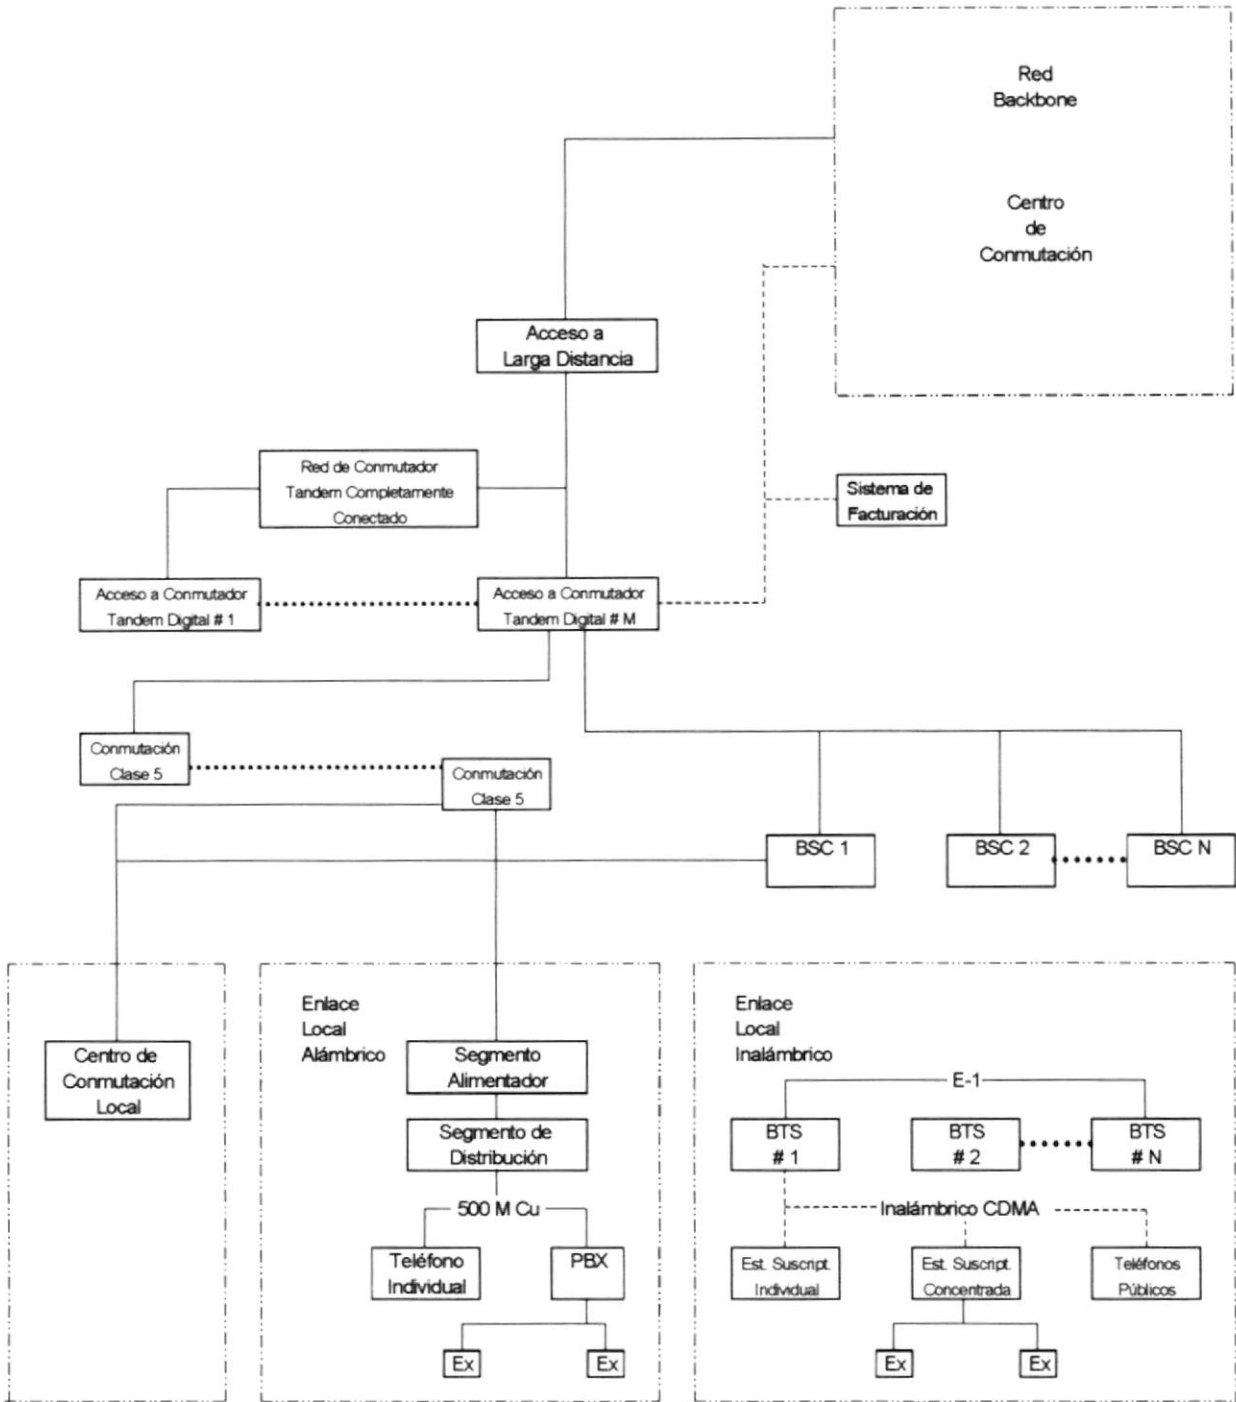 Red
Backbone
Centro
de
Conmutación
Acceso a
Larga Distancia
Red de Conmutador
Tandem Completamente
Conectado
Sistema de
Facturación
Acceso a Conmutador
Tandem Digital # 1
Acceso a Conmutador
Tandem Digital # M
Conmutación
Clase 5
Conmutación
Clase 5
BSC 1
BSC 2
BSC N
Centro de
Conmutación
Local
Enlace
Local
Alámbrico
Segmento
Alimentador
Segmento de
Distribución
500 M Cu
Teléfono
Individual
PBX
Ex
Ex
Enlace
Local
Inalámbrico
E-1
BTS
# 1
BTS
# 2
BTS
# N
Inalámbrico CDMA
Est. Suscript.
Individual
Est. Suscript.
Concentrada
Teléfonos
Públicos
Ex
Ex